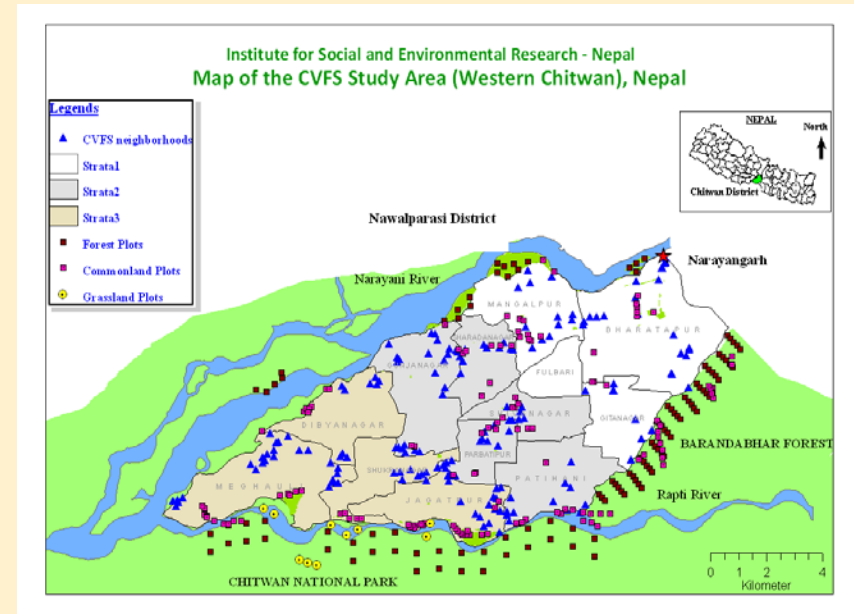 Institute for Social and Environmental Research - Nepal
Map of the CVFS Study Area (Western Chitwan), Nepal
Legends
CVFS neighborhoods
Strata1
Strata2
Strata3
Forest Plots
Commonland Plots
Grassland Plots
NEPAL
North
Chitwan District
Nawalparasi District
Narayangarh
Narayani River
MANGALPUR
BHARATAPUR
FULBARI
DIBYANAGAR
GITANAGAR
BARANDABHAR FOREST
PARBATIPUR
MEGHAULI
PATIHANI
JAGATPUR
Rapti River
CHITWAN NATIONAL PARK
0 1 2 4
Kilometer